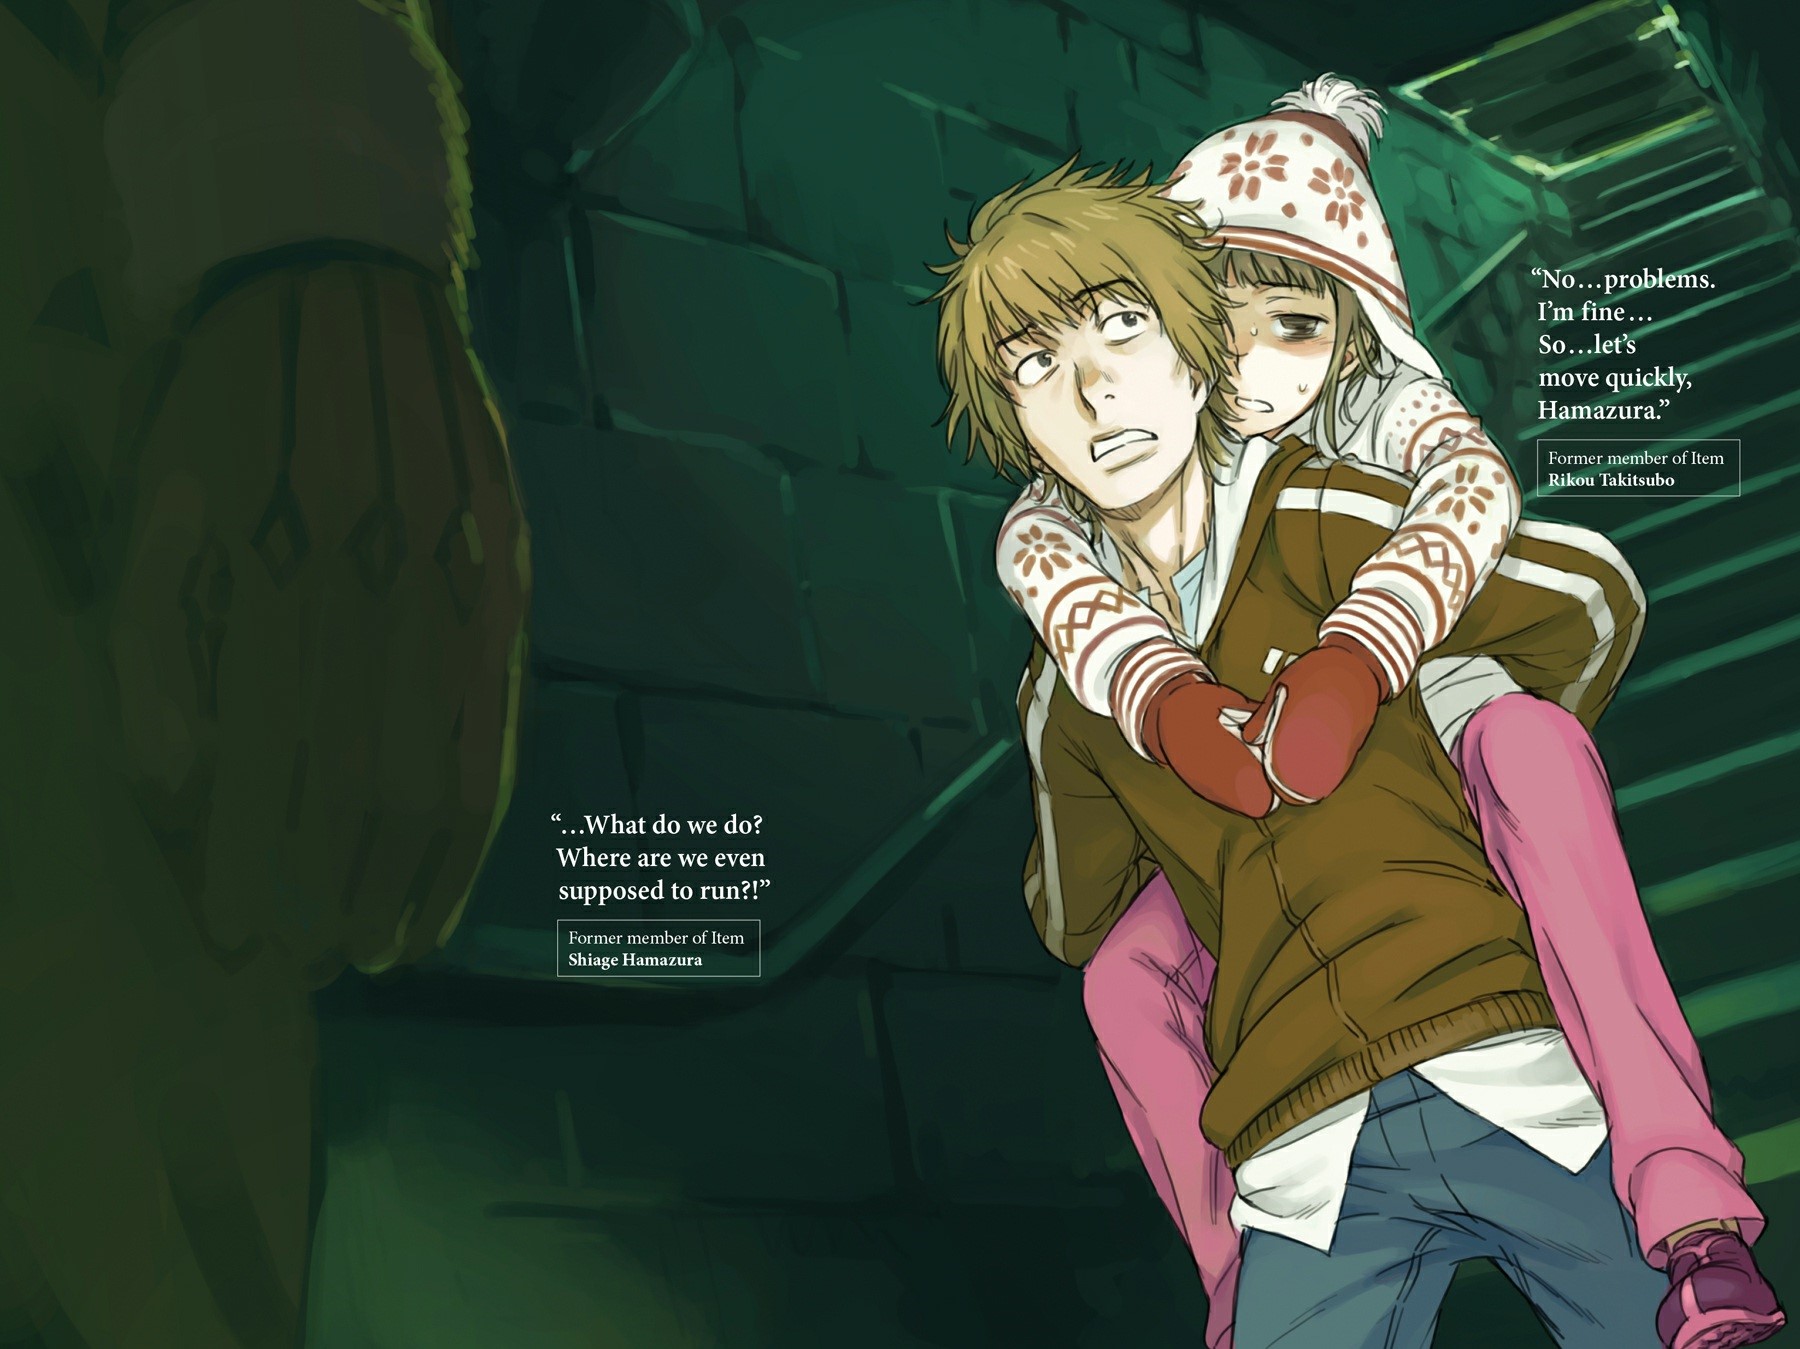 “No…problems.
I’m fine…
So…let’s
move quickly,
Hamazura.”
Former member of Item
Rikou Takitsubo
“…What do we do?
Where are we even
supposed to run?!”
Former member of Item
Shiage Hamazura